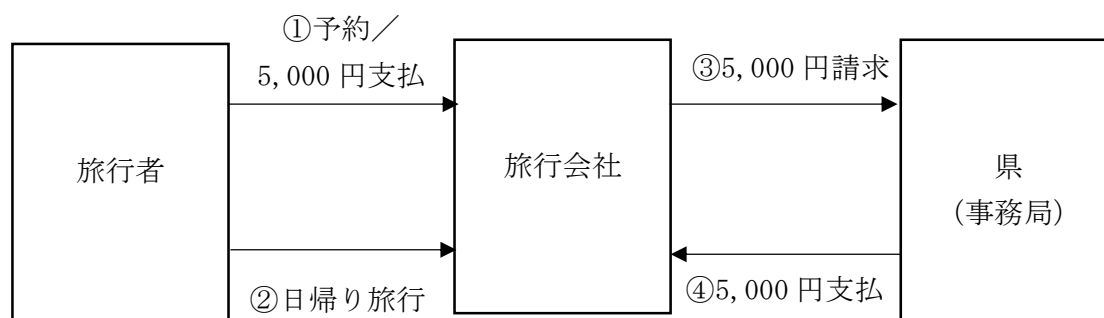 ①予約／
5,000 円支払
③5,000 円請求
旅行者
旅行会社
県
（事務局）
②日帰り旅行
④5,000 円支払